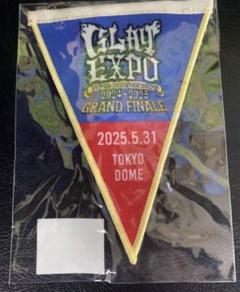 GLAY
EXPO
2024-2025
GRAND FINALE
2025.5.31
TOKYO
DOME